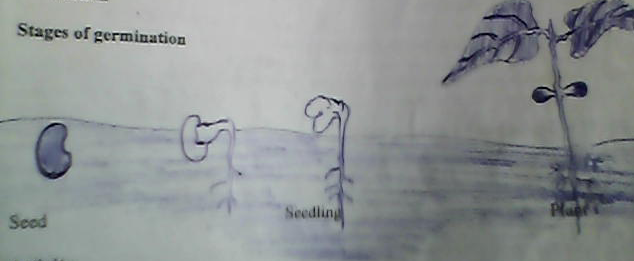 Stages of germination
Seedling
Plant
Seed